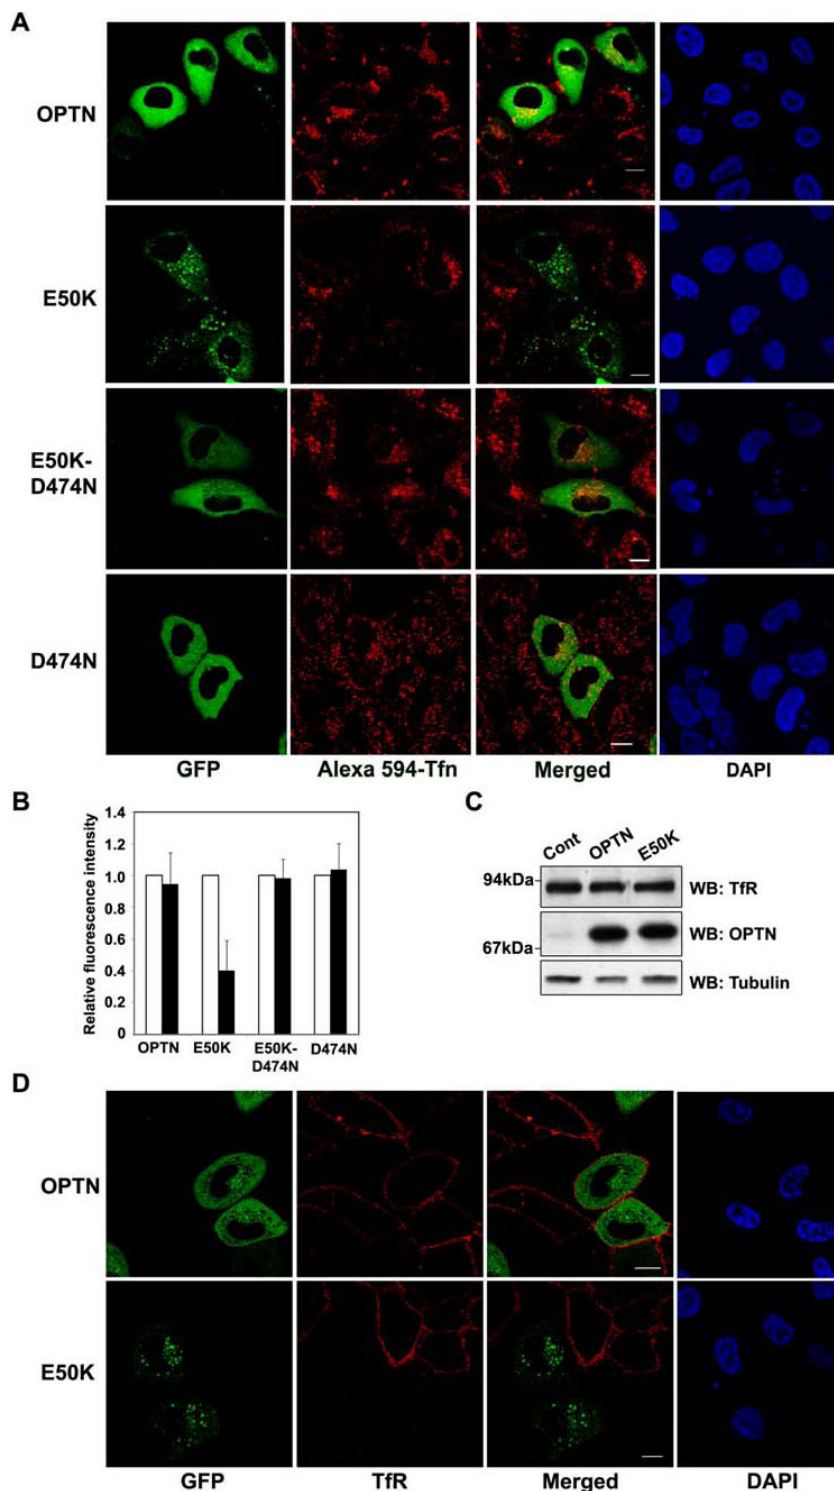 A
OPTN
E50K
E50K-
D474N
D474N
GFP Alexa 594-Tfn Merged DAPI
B
Relative fluorescence intensity
1.4
1.2
1.0
0.8
0.6
0.4
0.2
0
OPTN E50K E50K- D474N
D474N
C
Cont OPTN E50K
94kDa
WB: TfR
67kDa
WB: OPTN
WB: Tubulin
D
OPTN
E50K
GFP TfR Merged DAPI